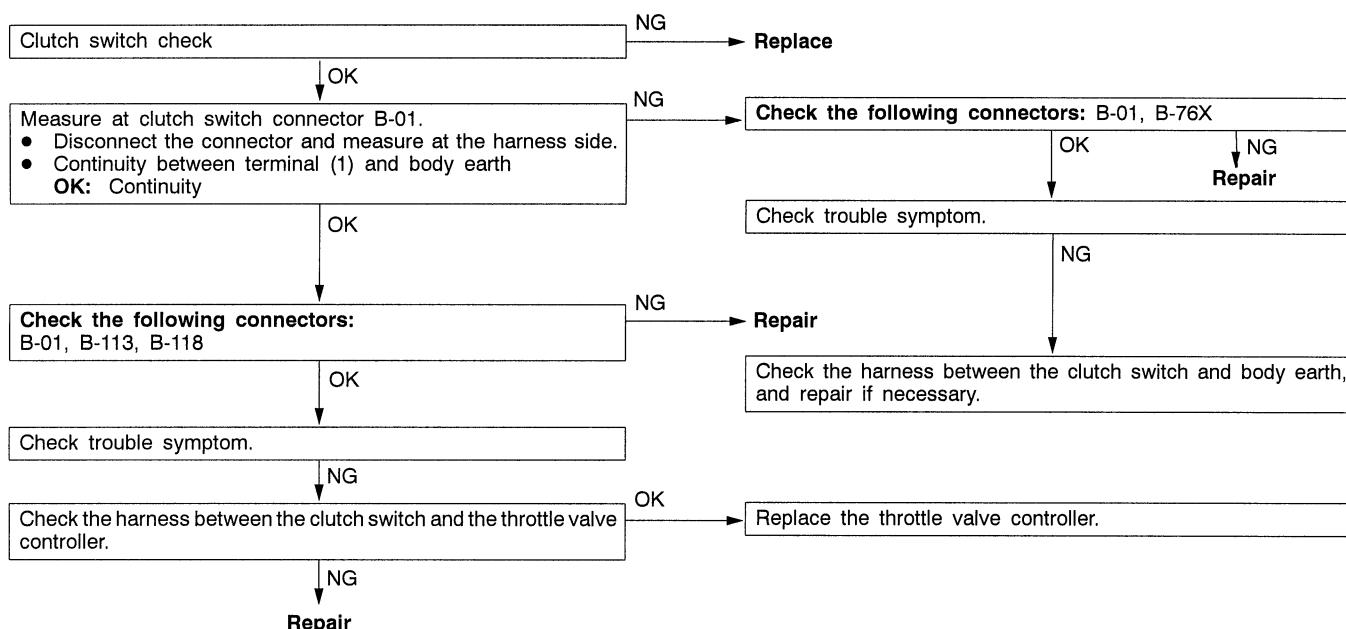 Clutch switch check
NG
Replace
OK
Measure at clutch switch connector B-01.
● Disconnect the connector and measure at the harness side.
● Continuity between terminal (1) and body earth
OK: Continuity
NG
Check the following connectors: B-01, B-76X
OK
NG
Repair
Check trouble symptom.
NG
Check the harness between the clutch switch and body earth,
and repair if necessary.
OK
Check the following connectors:
B-01, B-113, B-118
NG
Repair
OK
Check trouble symptom.
NG
Check the harness between the clutch switch and the throttle valve
controller.
OK
Replace the throttle valve controller.
NG
Repair